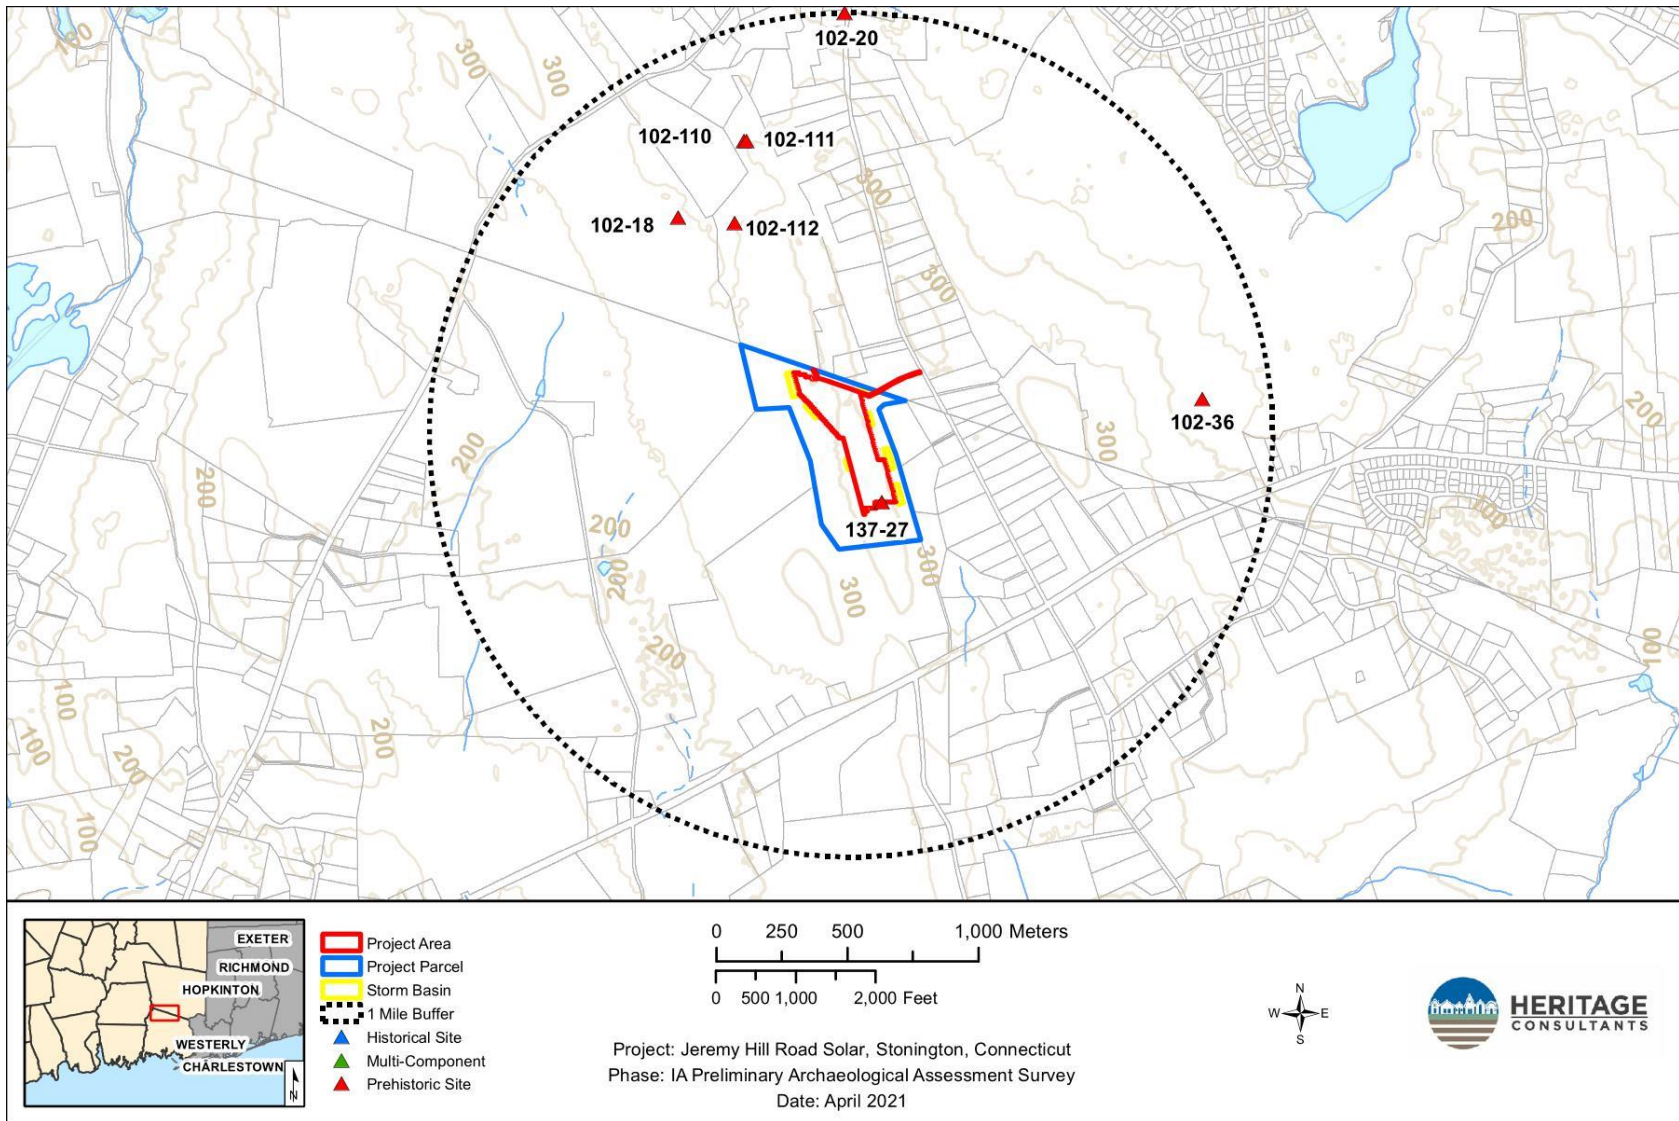 102-20
100
300
300
102-110
102-111
300
102-18
102-112
200
300
102-36
200
200
300
200
200
100
137-27
200
200
300
300
200
100
100
200
100
200
100
EXETER
RICHMOND
HOPKINTON
WESTERLY
CHARLESTOWN
N
Project Area
Project Parcel
Storm Basin
1 Mile Buffer
Historical Site
Multi-Component
Prehistoric Site
0 250 500 1,000 Meters
0 500 1,000 2,000 Feet
Project: Jeremy Hill Road Solar, Stonington, Connecticut
Phase: IA Preliminary Archaeological Assessment Survey
Date: April 2021
N
W E
S
HERITAGE
CONSULTANTS